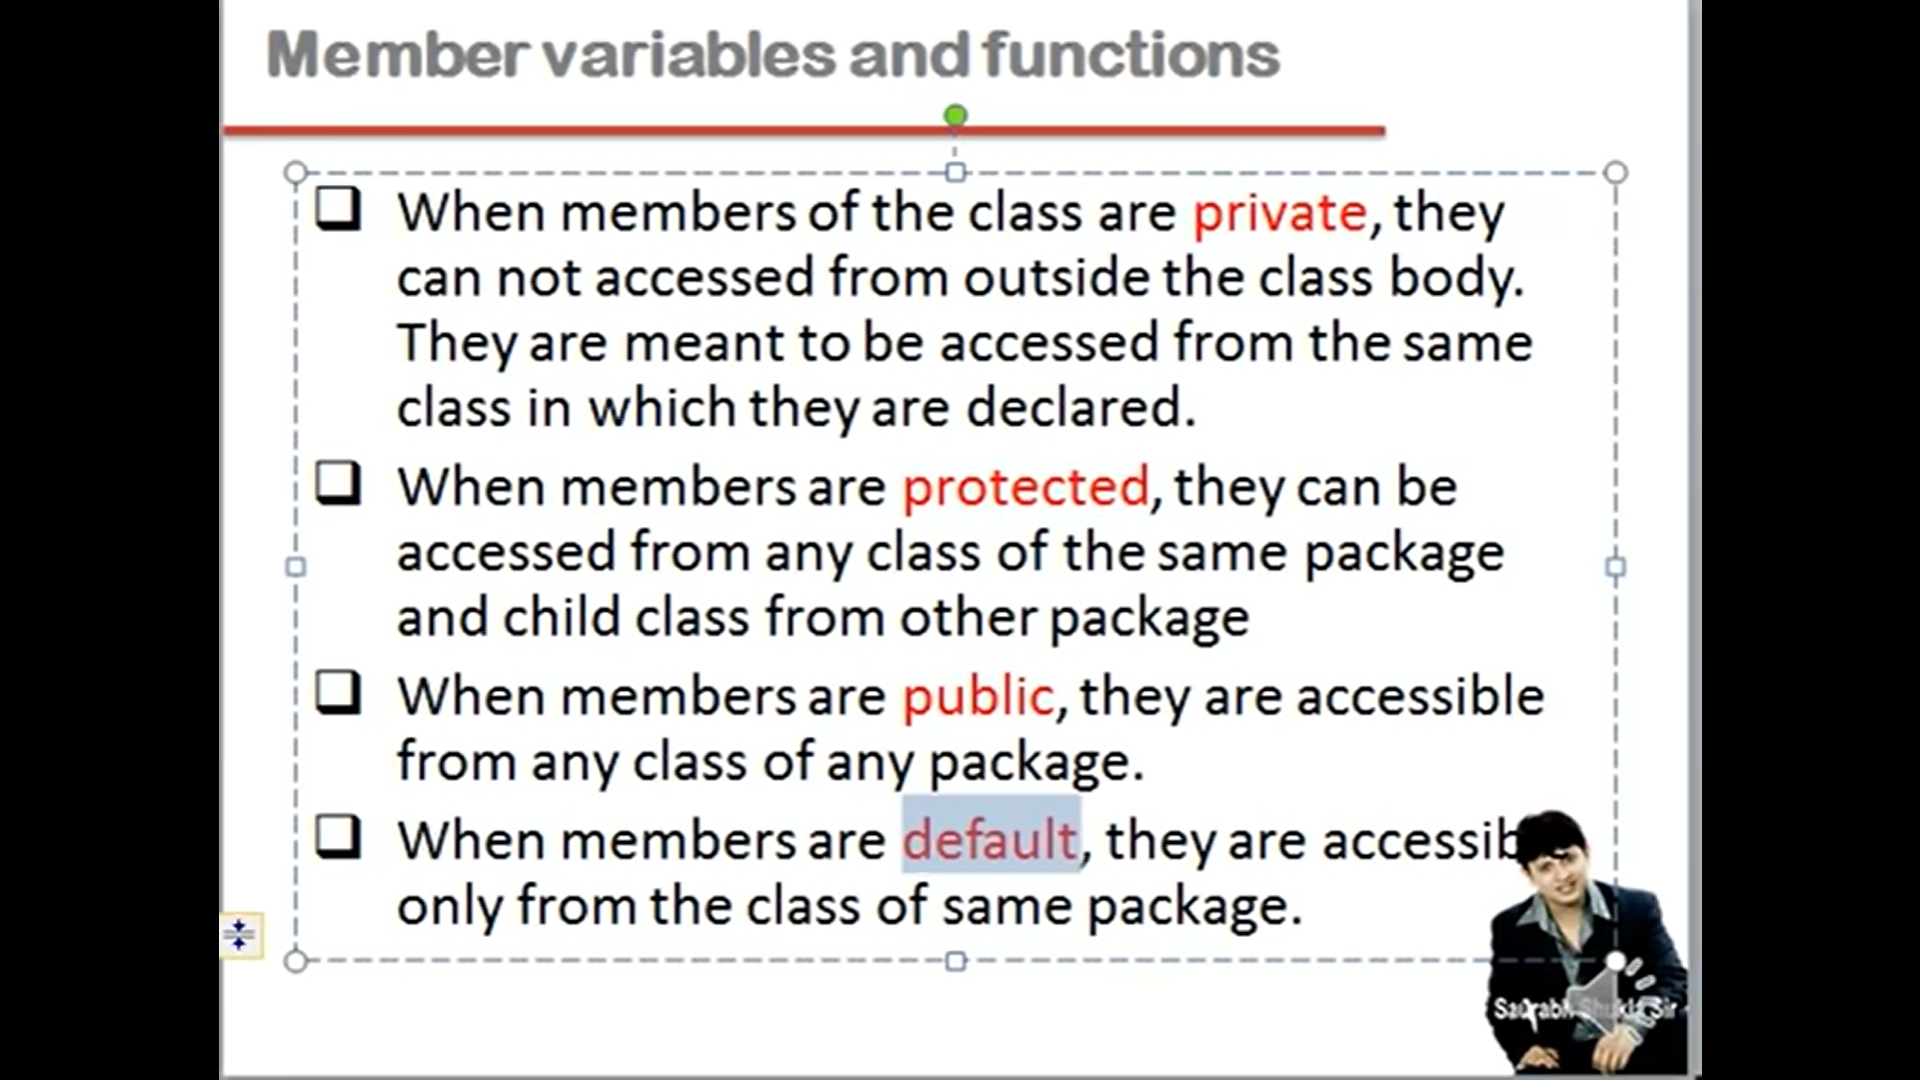 Member variables and functions
When members of the class are private, they
can not accessed from outside the class body.
They are meant to be accessed from the same
class in which they are declared.
When members are protected, they can be
accessed from any class of the same package
and child class from other package
When members are public, they are accessible
from any class of any package.
When members are default, they are accessib
only from the class of same package.
Saurabh Shukla Sir